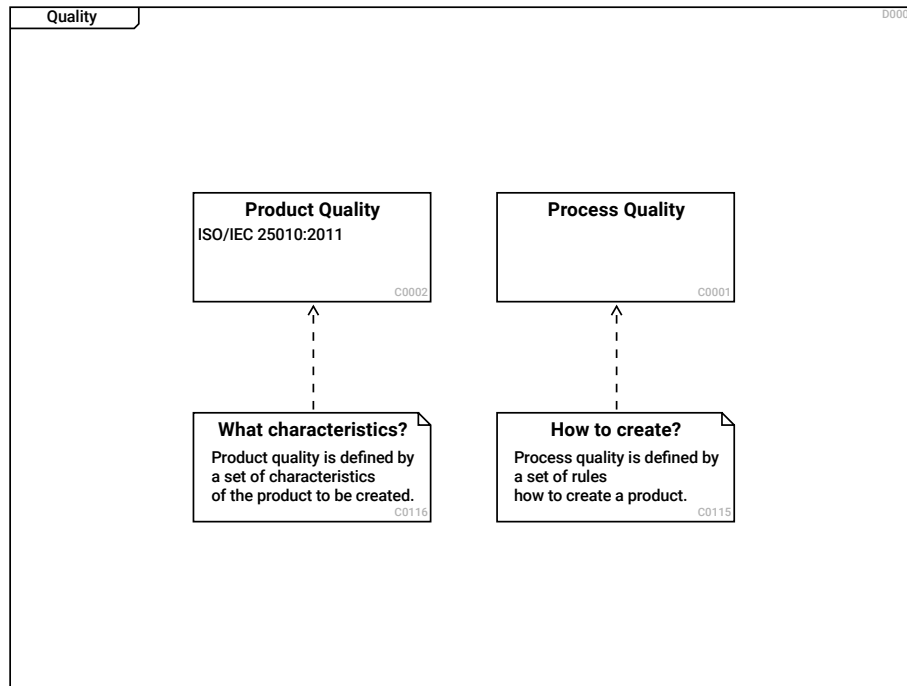 Quality
D000
Product Quality
ISO/IEC 25010:2011
C0002
Process Quality
C0001
What characteristics?
Product quality is defined by
a set of characteristics
of the product to be created.
C0116
How to create?
Process quality is defined by
a set of rules
how to create a product.
C0115